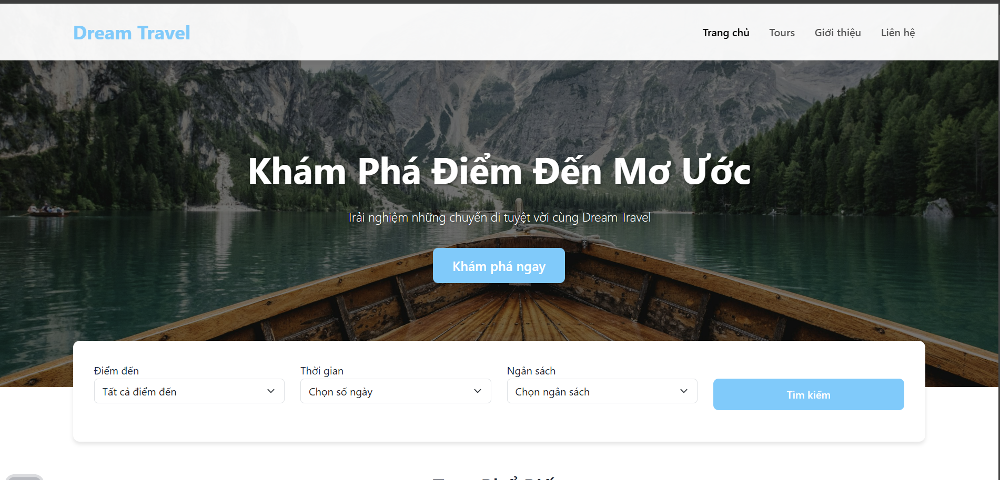 Dream Travel
Trang chủ
Tours
Giới thiệu
Liên hệ
Khám Phá Điểm Đến Mơ Ước
Trải nghiệm những chuyến đi tuyệt vời cùng Dream Travel
Khám phá ngay
Điểm đến
Tất cả điểm đến
Thời gian
Chọn số ngày
Ngân sách
Chọn ngân sách
Tìm kiếm